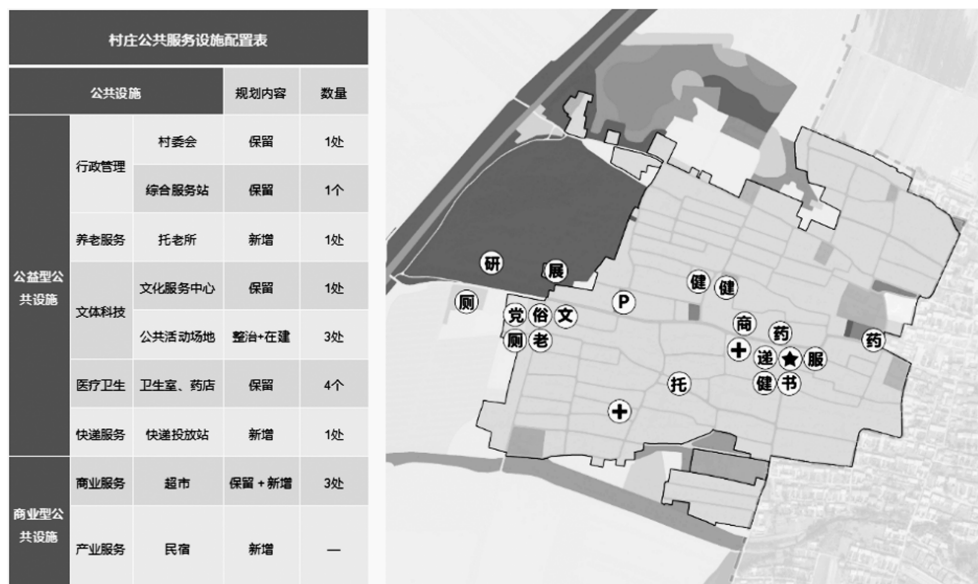 村庄公共服务设施配置表
公共设施 规划内容 数量
公益型公共设施
行政管理 村委会 保留 1处
综合服务站 保留 1个
养老服务 托老所 新增 1处
文体科技 文化服务中心 保留 1处
公共活动场地 整治+在建 3处
医疗卫生 卫生室、药店 保留 4个
快递服务 快递投放站 新增 1处
商业型公共设施
商业服务 超市 保留+新增 3处
产业服务 民宿 新增 —
研 展
厕 党 俗 文 P
厕 老
健 健
商 药 药
递 服
健 书
托